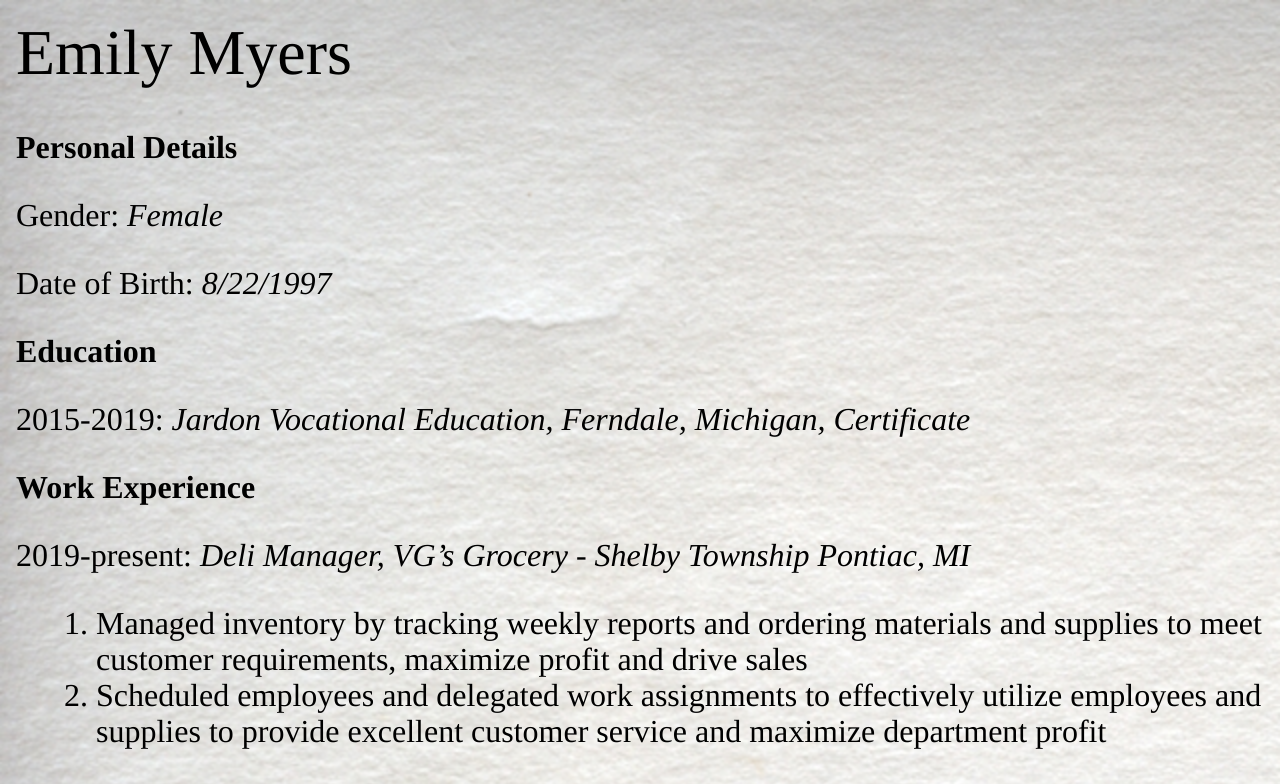 Emily Myers
Personal Details
Gender: Female
Date of Birth: 8/22/1997
Education
2015-2019: Jardon Vocational Education, Ferndale, Michigan, Certificate
Work Experience
2019-present: Deli Manager, VG’s Grocery - Shelby Township Pontiac, MI
1. Managed inventory by tracking weekly reports and ordering materials and supplies to meet
customer requirements, maximize profit and drive sales
2. Scheduled employees and delegated work assignments to effectively utilize employees and
supplies to provide excellent customer service and maximize department profit